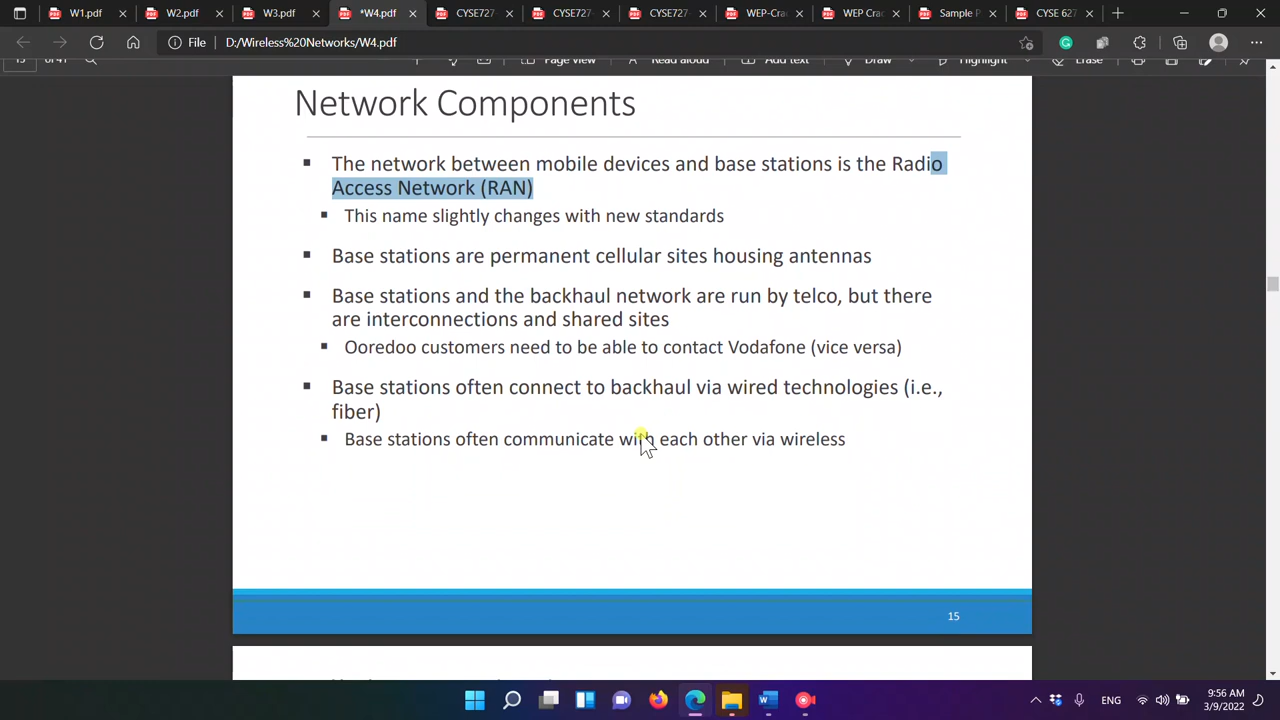 W1.pdf
W2.pdf
W3.pdf
*W4.pdf
CYSE727
CYSE727
CYSE727
WEP-Cra
WEP Crac
Sample P
CYSE 627
File
D:/Wireless%20Networks/W4.pdf
Page view
Read aloud
Add text
Draw
Highlight
Erase
Network Components
▪ The network between mobile devices and base stations is the Radio
Access Network (RAN)
▪ This name slightly changes with new standards
▪ Base stations are permanent cellular sites housing antennas
▪ Base stations and the backhaul network are run by telco, but there
are interconnections and shared sites
▪ Ooredoo customers need to be able to contact Vodafone (vice versa)
▪ Base stations often connect to backhaul via wired technologies (i.e.,
fiber)
▪ Base stations often communicate with each other via wireless
15
ENG
9:56 AM
3/9/2022